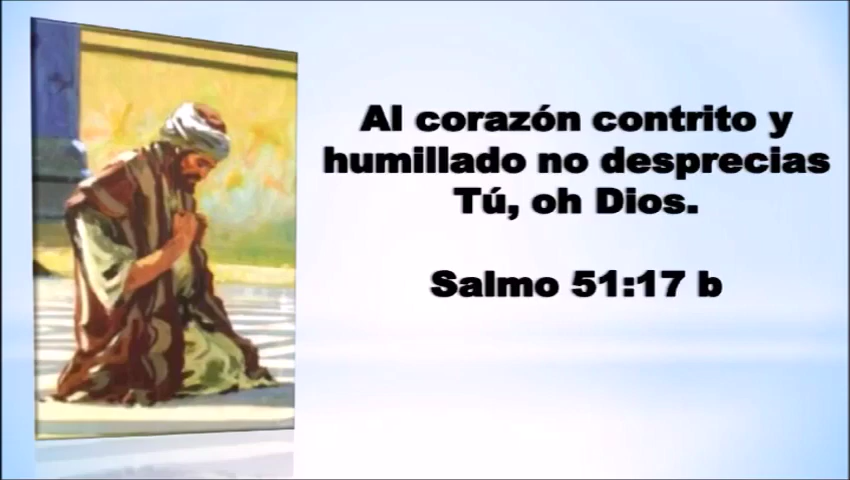 Al corazón contrito y
humillado no desprecias
Tú, oh Dios.
Salmo 51:17 b